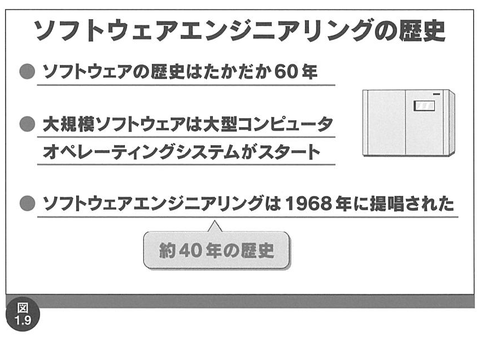 ソフトウェアエンジニアリングの歴史
ソフトウェアの歴史はたかだか60年
大規模ソフトウェアは大型コンピュータ
オペレーティングシステムがスタート
ソフトウェアエンジニアリングは1968年に提唱された
約40年の歴史
図
1.9